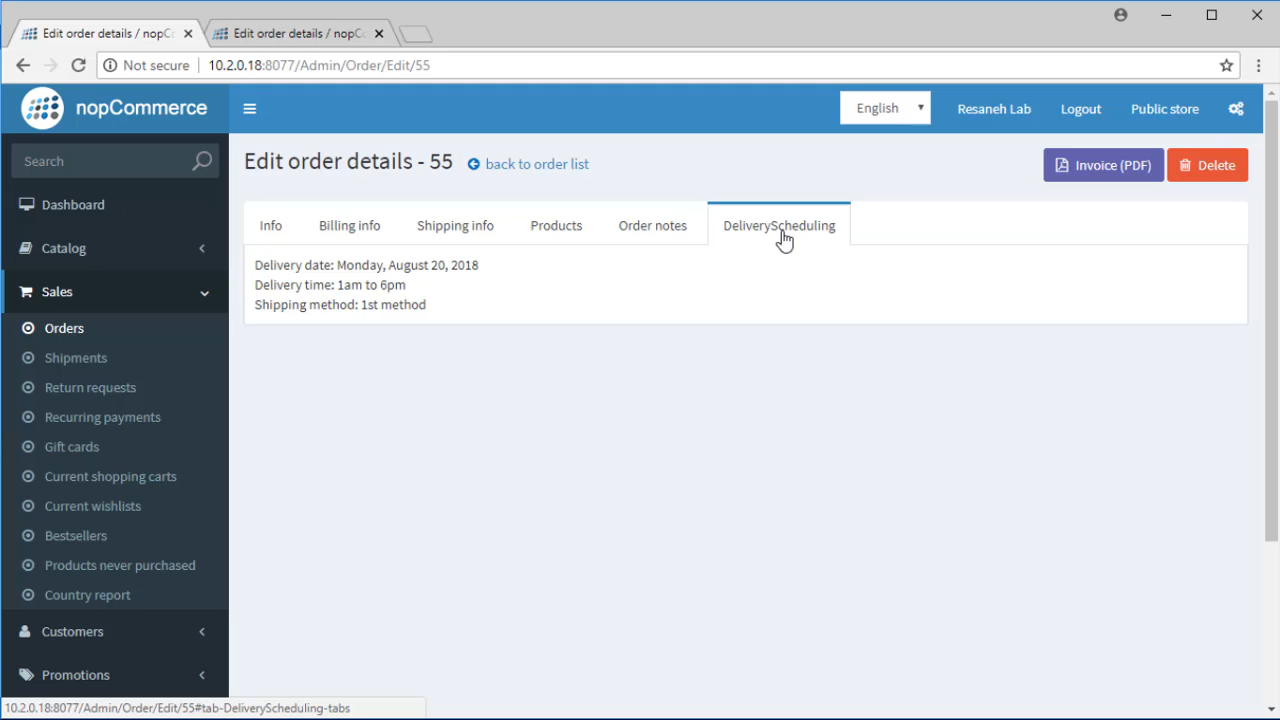 Edit order details / nopC
Edit order details / nopC
Not secure
10.2.0.18:8077/Admin/Order/Edit/55
nopCommerce
English
Resaneh Lab
Logout
Public store
Search
Edit order details - 55
back to order list
Invoice (PDF)
Delete
Info
Billing info
Shipping info
Products
Order notes
DeliveryScheduling
Delivery date: Monday, August 20, 2018
Delivery time: 1am to 6pm
Shipping method: 1st method
Dashboard
Catalog
Sales
Orders
Shipments
Return requests
Recurring payments
Gift cards
Current shopping carts
Current wishlists
Bestsellers
Products never purchased
Country report
Customers
Promotions
10.2.0.18:8077/Admin/Order/Edit/55#tab-DeliveryScheduling-tabs